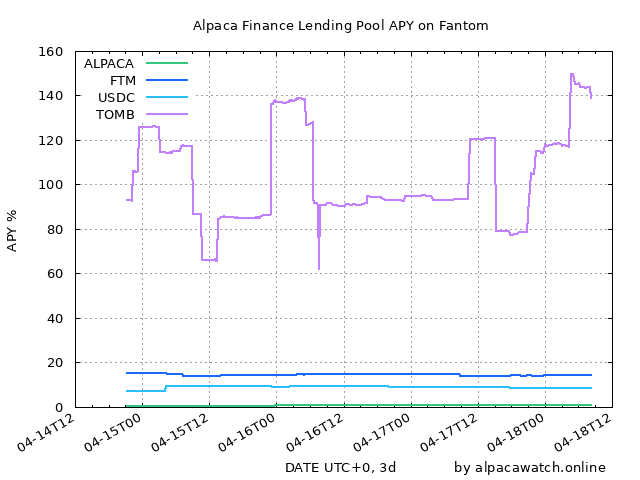 Alpaca Finance Lending Pool APY on Fantom
160
140
120
100
80
60
40
20
0
APY %
ALPACA
FTM
USDC
TOMB
04-14T12
04-15T00
04-15T12
04-16T00
04-16T12
04-17T00
04-17T12
04-18T00
04-18T12
DATE UTC+0, 3d
by alpacawatch.online